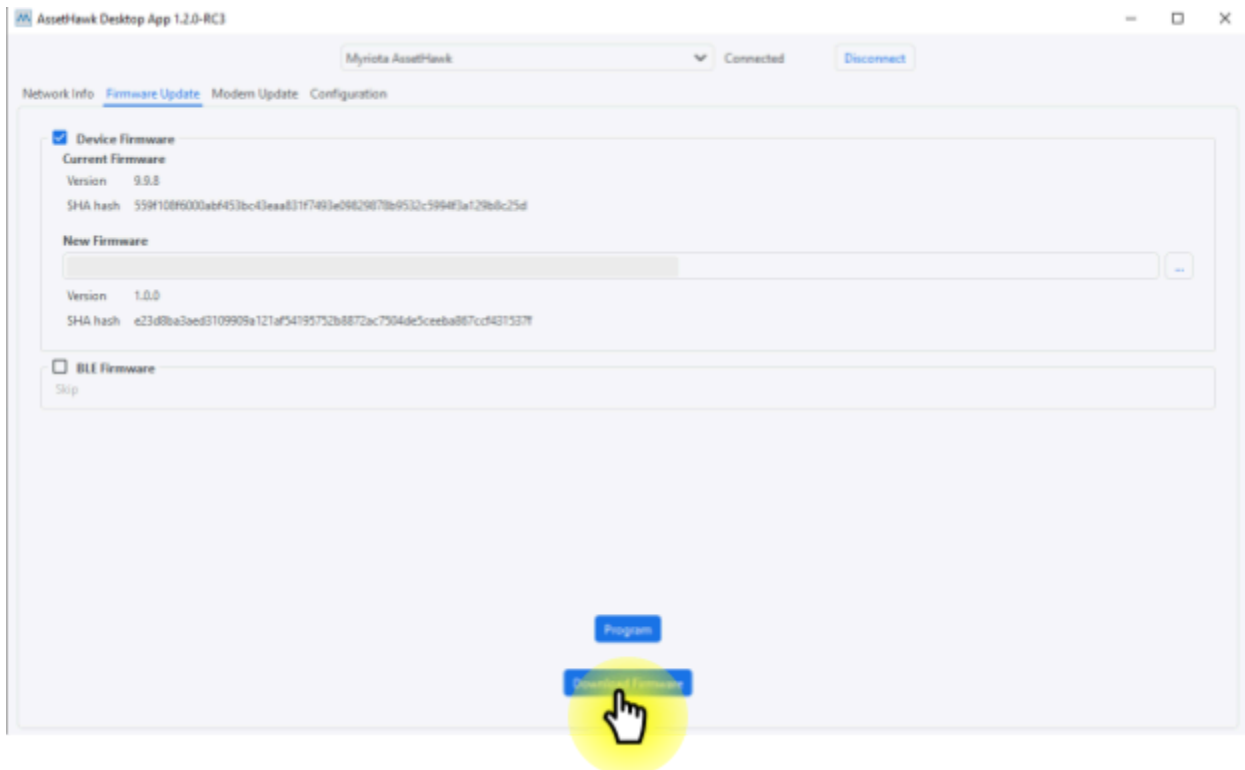 AssetHawk Desktop App 1.2.0-RC3
Myriota AssetHawk Connected Disconnect
Network Info Firmware Update Modem Update Configuration
Device Firmware
Current Firmware
Version 9.9.8
SHA hash
New Firmware
...
Version 1.0.0
SHA hash
BLE Firmware
Skip
Program
Download Firmware